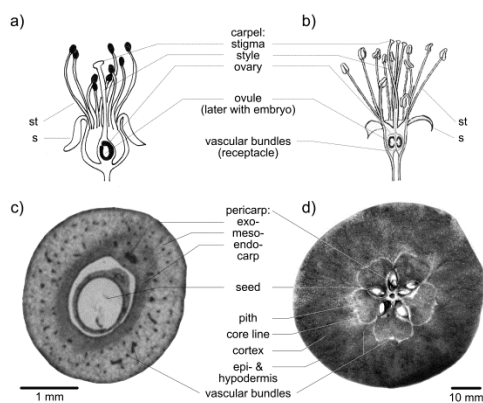 a)
b)
carpel:
stigma
style
ovary
ovule
(later with embryo)
st
s
st
s
vascular bundles
(receptacle)
c)
d)
pericarp:
exo-
meso-
endo-
carp
seed
pith
core line
cortex
epi- &
hypodermis
vascular bundles
1 mm
10 mm